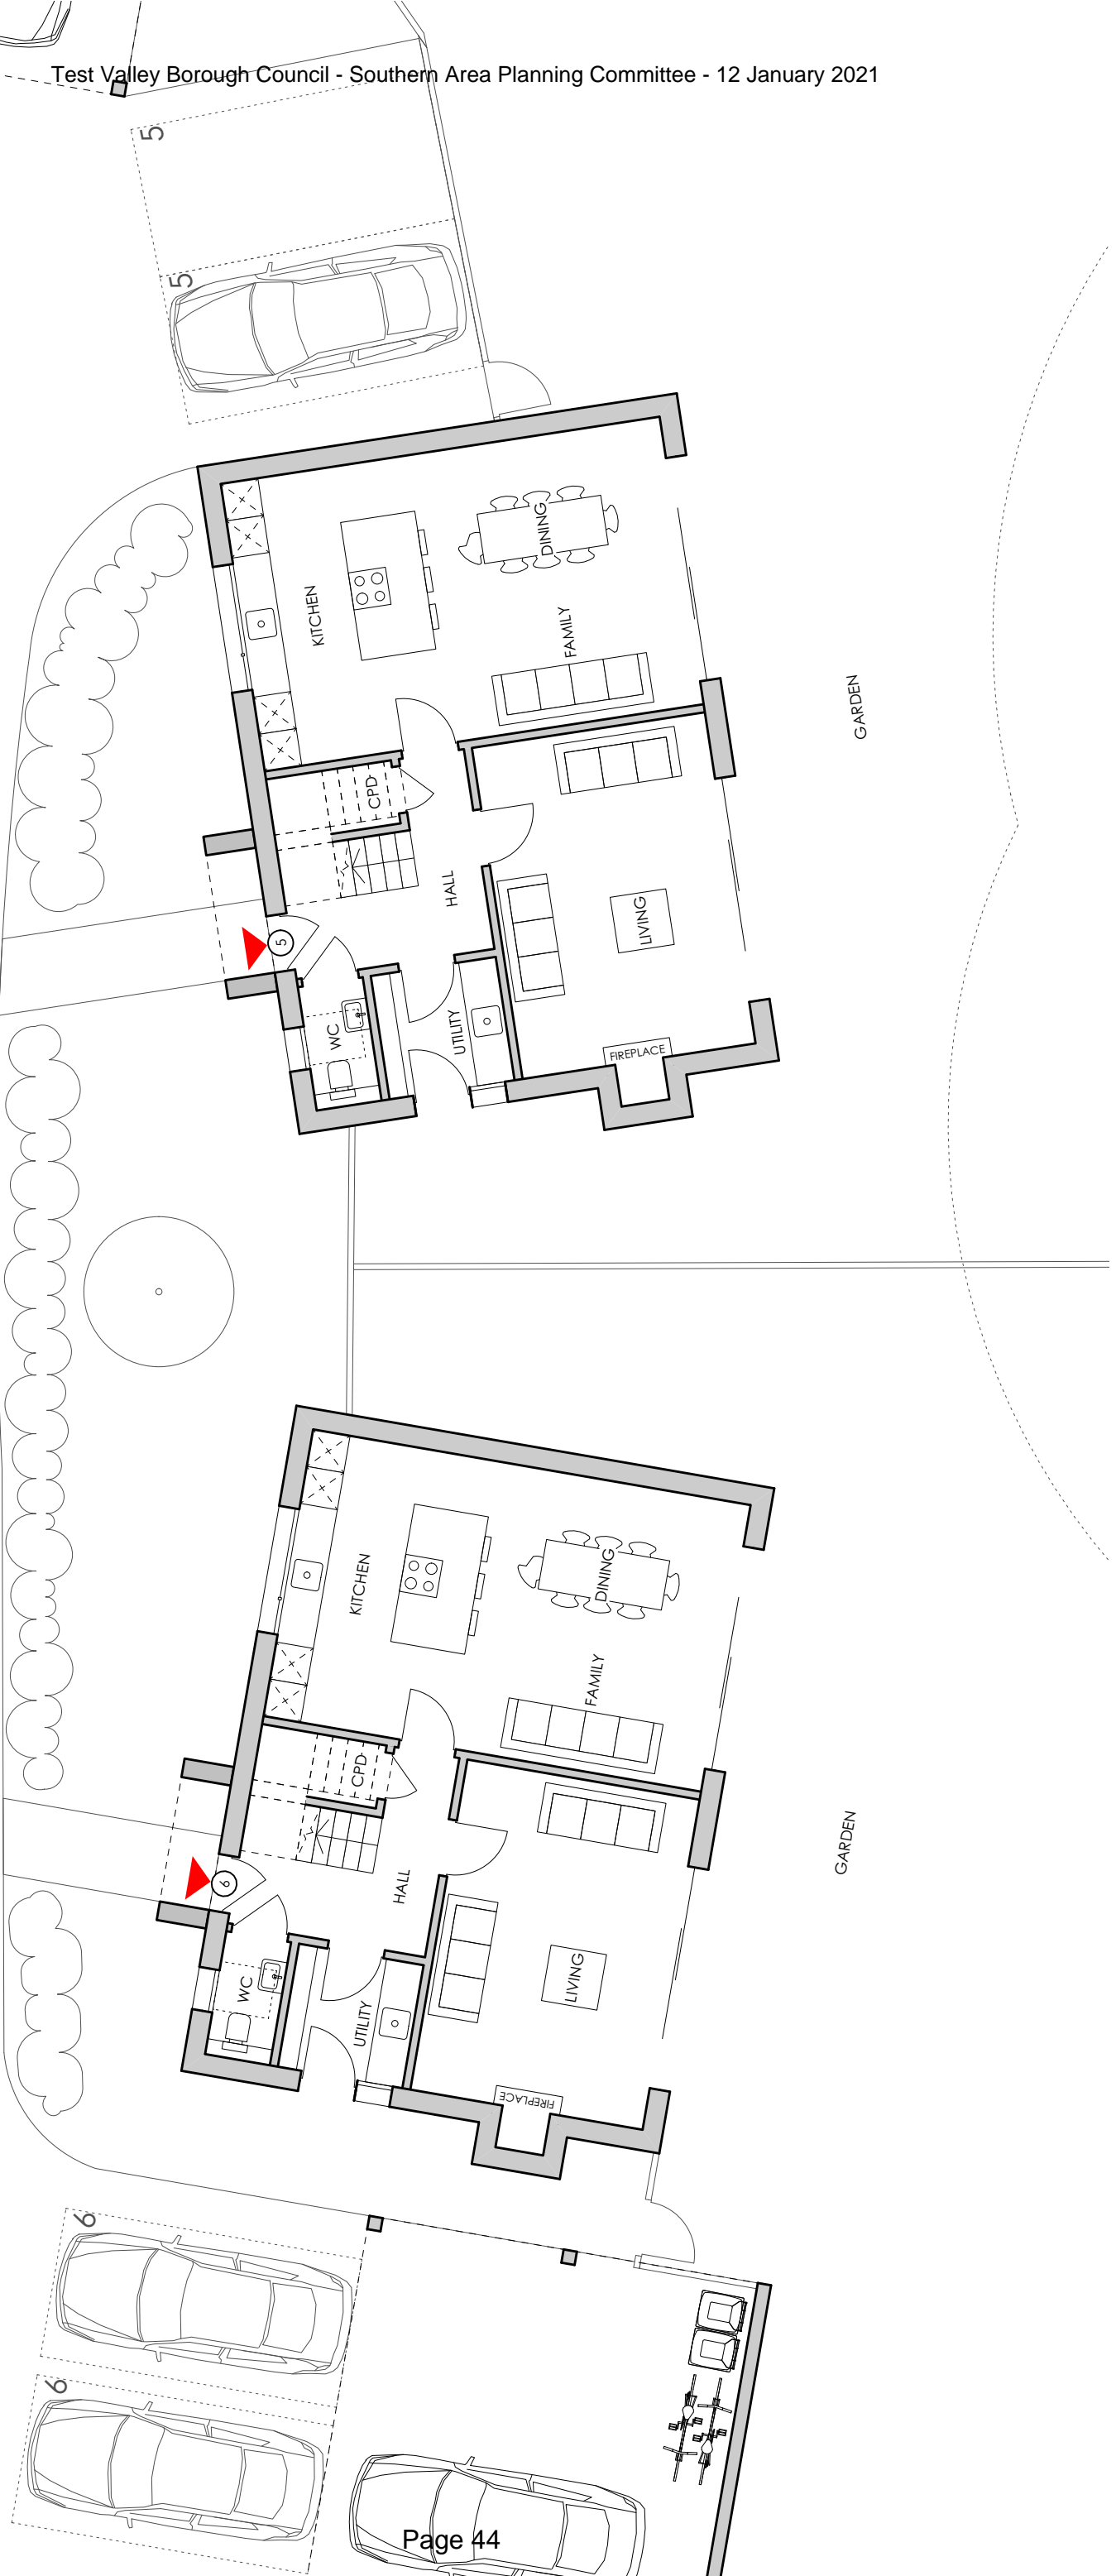 Test Valley Borough Council - Southern Area Planning Committee - 12 January 2021
5
5
DINING
KITCHEN
FAMILY
GARDEN
CPD
HALL
LIVING
5
WC
UTILITY
FIREPLACE
KITCHEN
DINING
FAMILY
CPD
GARDEN
HALL
6
LIVING
WC
UTILITY
FIREPLACE
6
6
Page 44